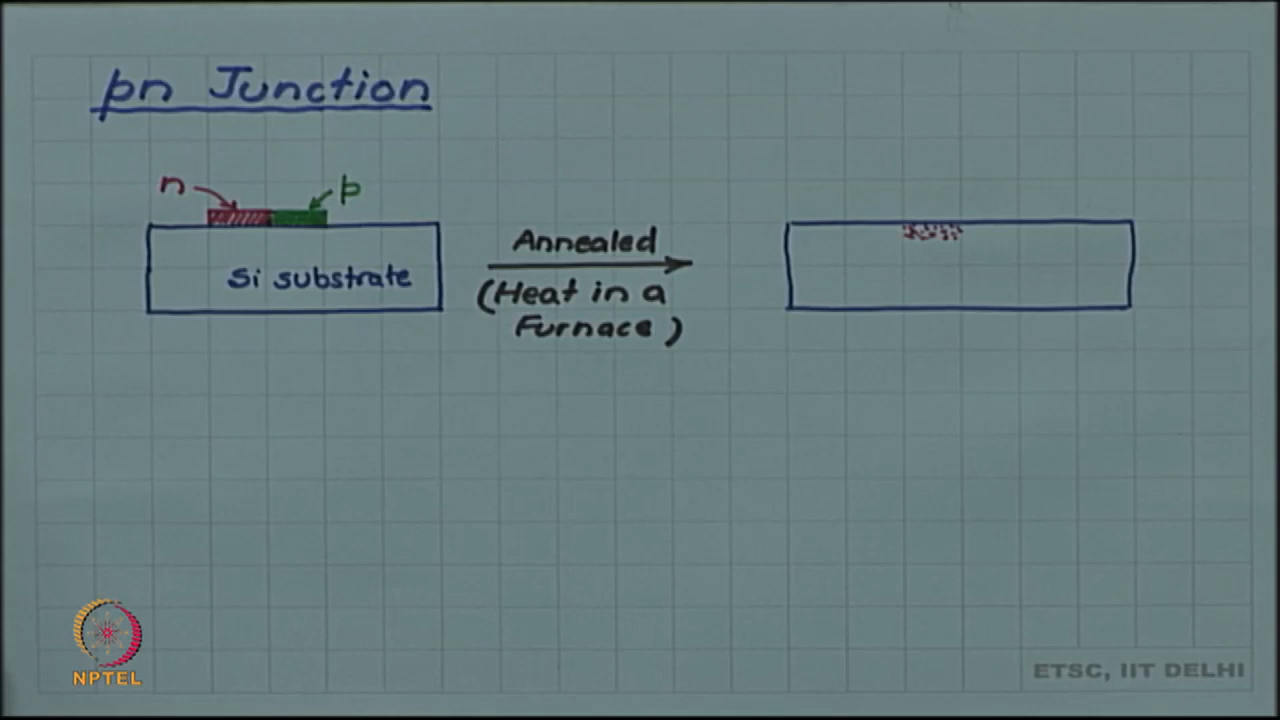 pn Junction
n
p
Si substrate
Annealed
(Heat in a
Furnace)
NPTEL
ETSC, IIT DELHI